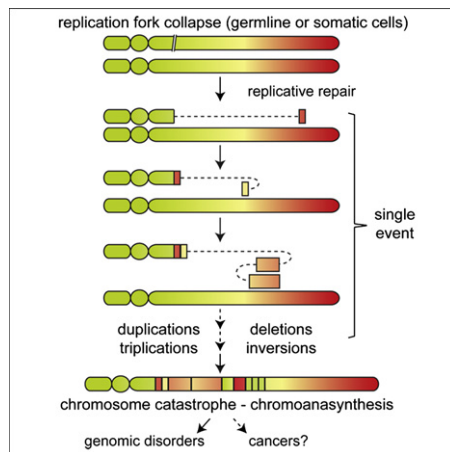 replication fork collapse (germline or somatic cells)
replicative repair
single
event
duplications deletions
triplications inversions
chromosome catastrophe - chromoanasynthesis
genomic disorders cancers?